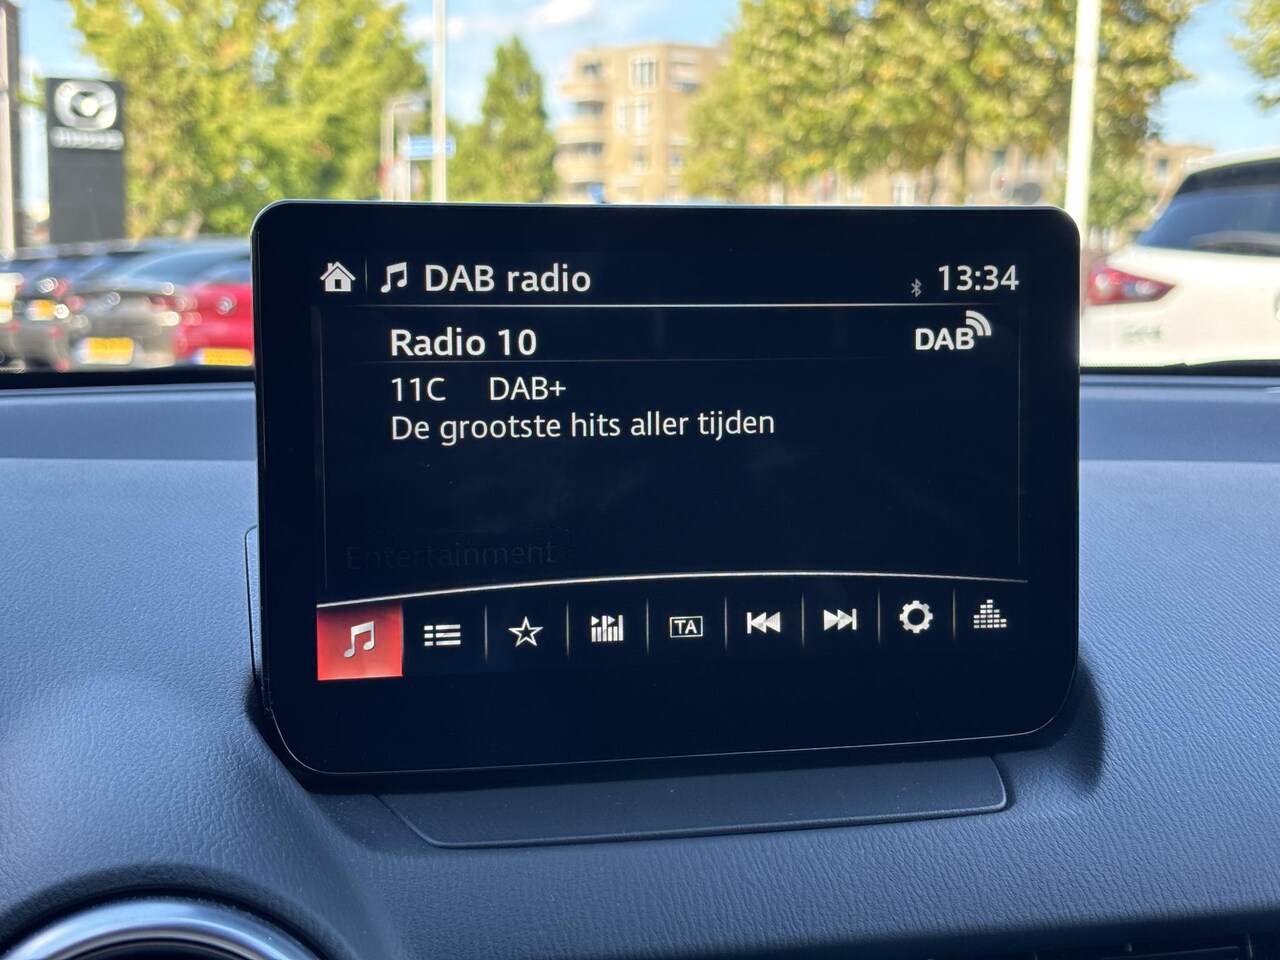 DAB radio
13:34
Radio 10
DAB
11C DAB+
De grootste hits aller tijden
Entertainment
TA